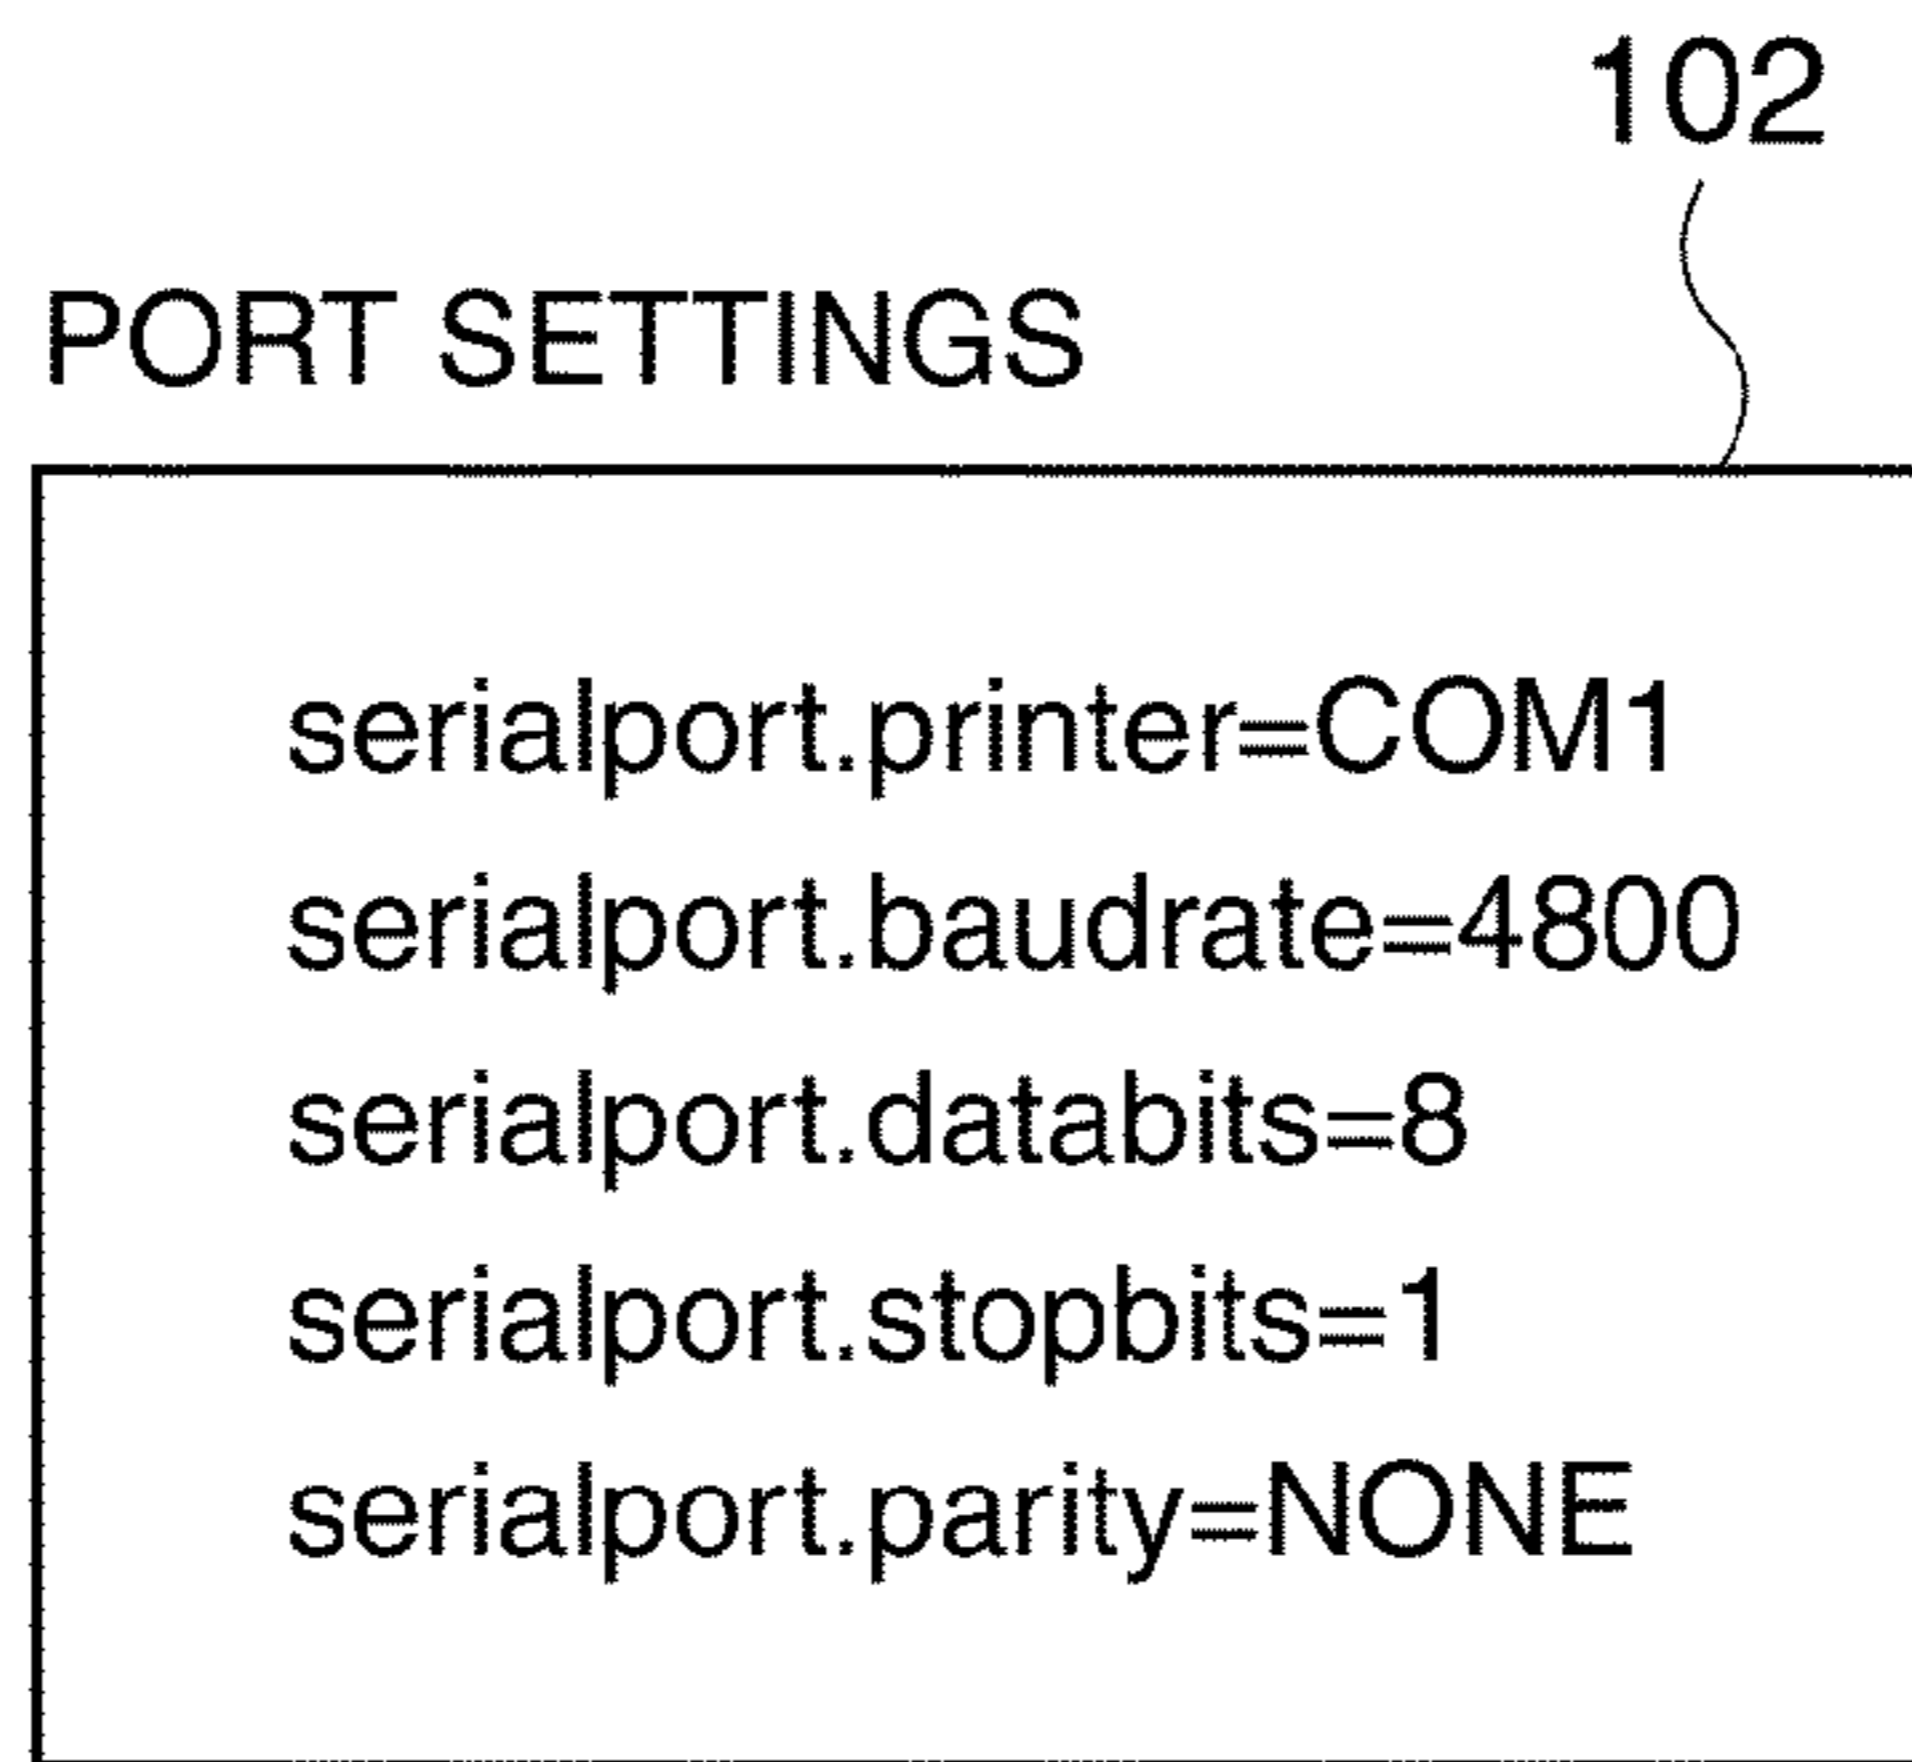 102
PORT SETTINGS
serialport.printer=COM1
serialport.baudrate=4800
serialport.databits=8
serialport.stopbits=1
serialport.parity=NONE